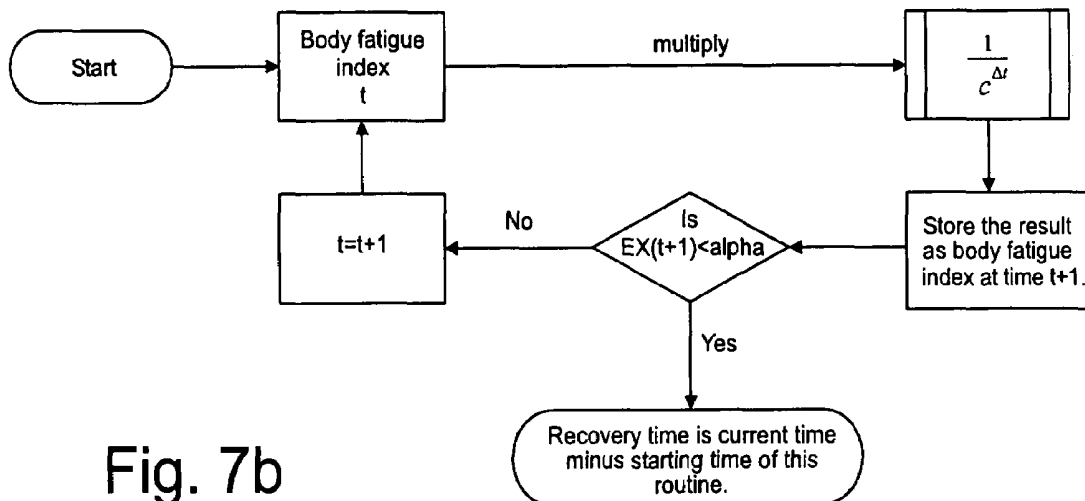 Start
Body fatigue
index
t
multiply
1
c^Δt
Store the result
as body fatigue
index at time t+1.
Is
EX(t+1)<alpha
No
t=t+1
Yes
Recovery time is current time
minus starting time of this
routine.
Fig. 7b